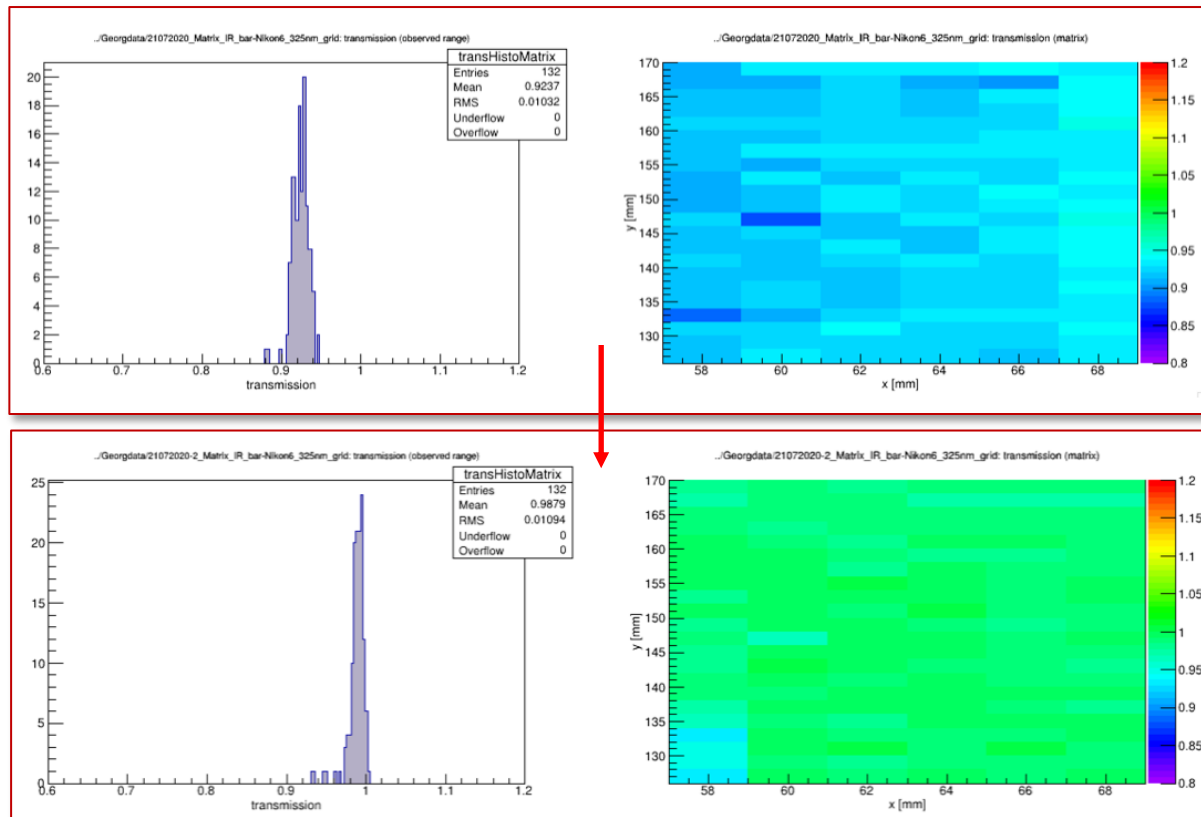 ../Georgdata/21072020_Matrix_IR_bar-Nikon6_325nm_grid: transmission (observed range)
transHistoMatrix
Entries 132
Mean 0.9237
RMS 0.01032
Underflow 0
Overflow 0
20
18
16
14
12
10
8
6
4
2
0
0.6 0.7 0.8 0.9 1 1.1 1.2
transmission
../Georgdata/21072020_Matrix_IR_bar-Nikon6_325nm_grid: transmission (matrix)
y [mm]
170
165
160
155
150
145
140
135
130
58 60 62 64 66 68
x [mm]
1.2
1.15
1.1
1.05
1
0.95
0.9
0.85
0.8
../Georgdata/21072020-2_Matrix_IR_bar-Nikon6_325nm_grid: transmission (observed range)
transHistoMatrix
Entries 132
Mean 0.9879
RMS 0.01094
Underflow 0
Overflow 0
25
20
15
10
5
0
0.6 0.7 0.8 0.9 1 1.1 1.2
transmission
../Georgdata/21072020-2_Matrix_IR_bar-Nikon6_325nm_grid: transmission (matrix)
y [mm]
170
165
160
155
150
145
140
135
130
58 60 62 64 66 68
x [mm]
1.2
1.15
1.1
1.05
1
0.95
0.9
0.85
0.8